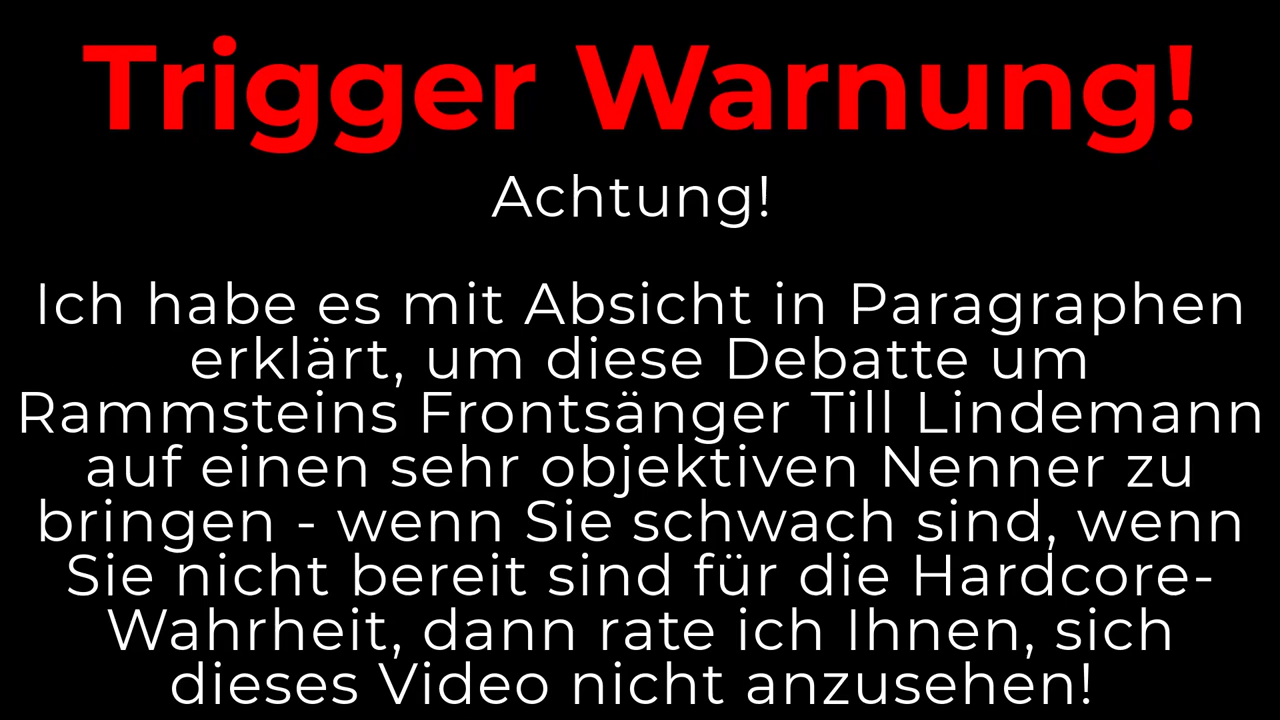 Trigger Warnung!
Achtung!
Ich habe es mit Absicht in Paragraphen
erklärt, um diese Debatte um
Rammsteins Frontsänger Till Lindemann
auf einen sehr objektiven Nenner zu
bringen - wenn Sie schwach sind, wenn
Sie nicht bereit sind für die Hardcore-
Wahrheit, dann rate ich Ihnen, sich
dieses Video nicht anzusehen!